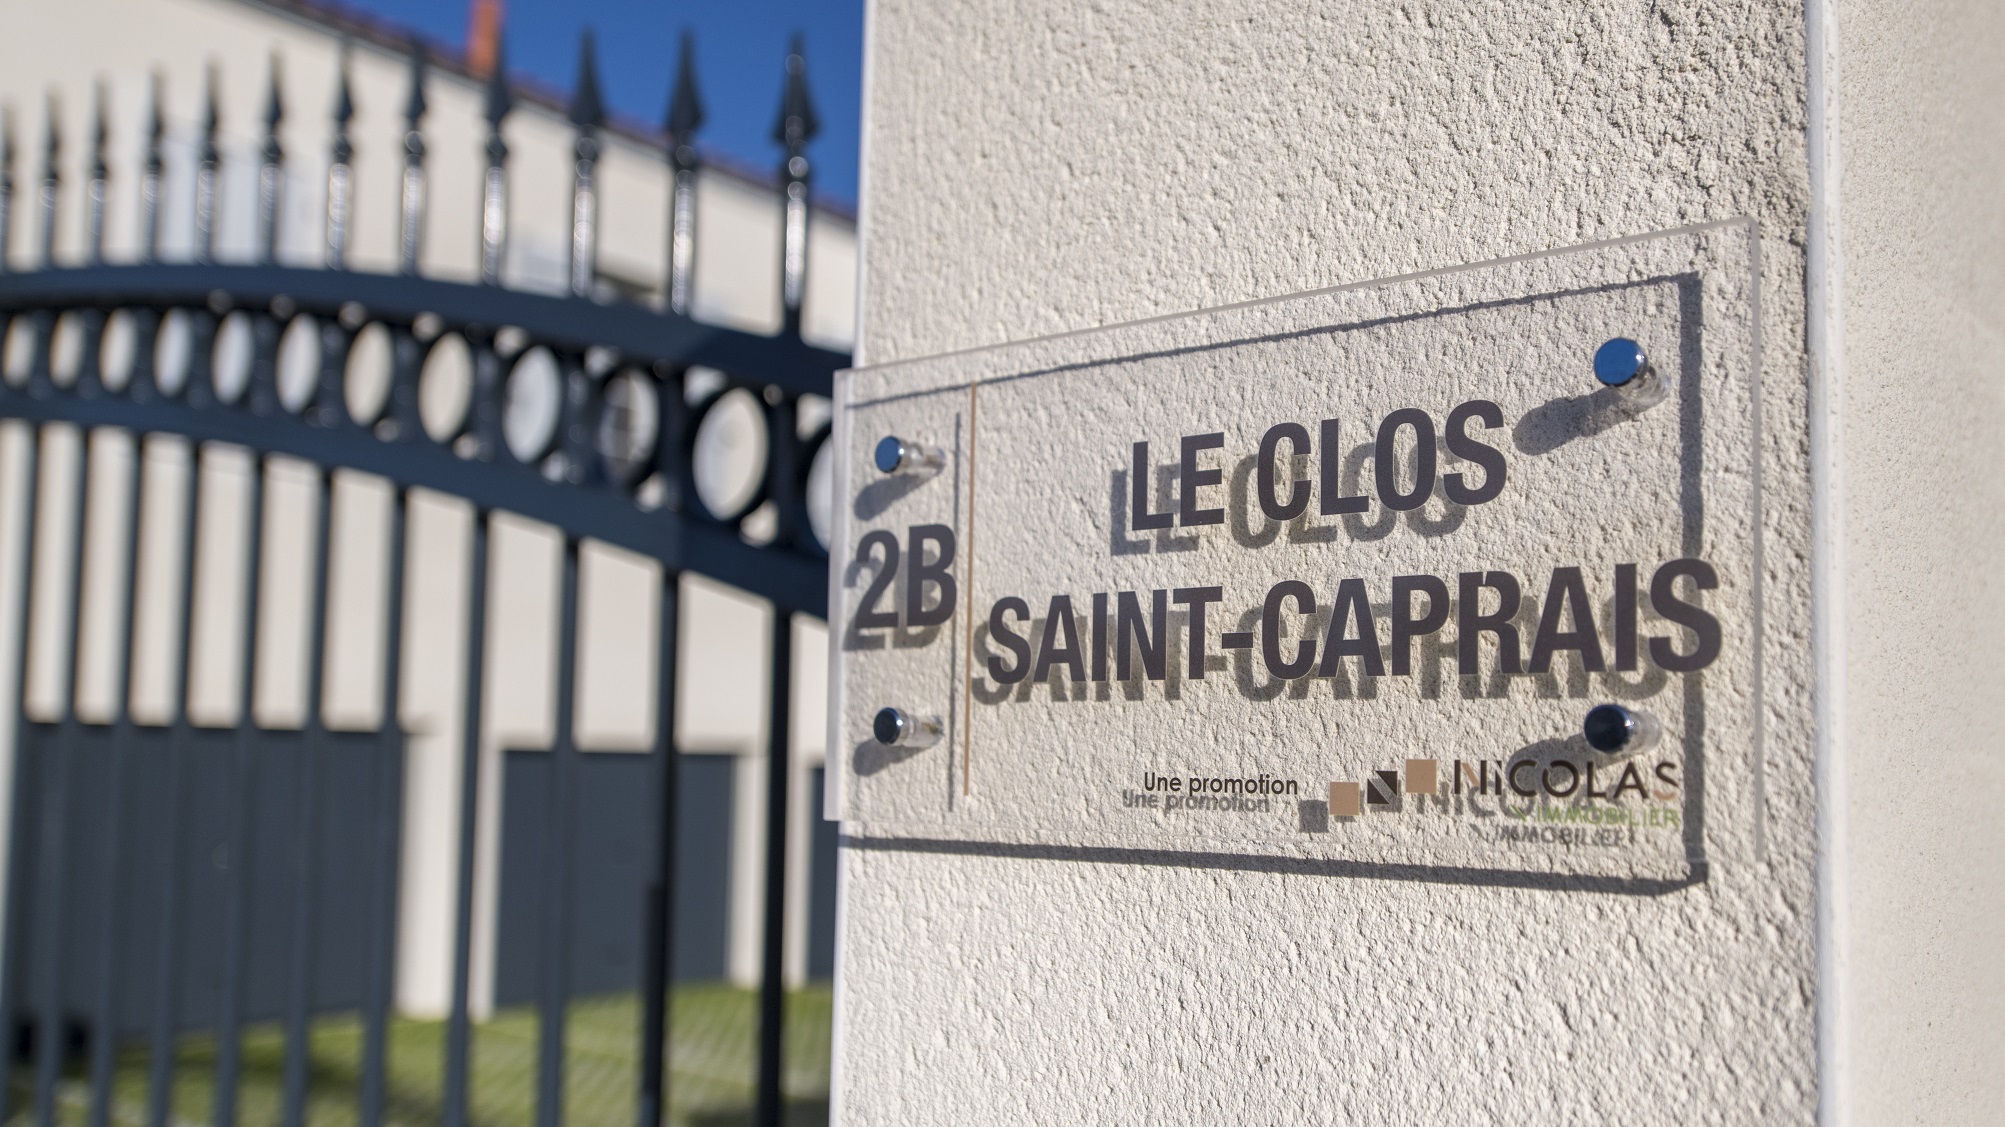 2B
LE CLOS
SAINT-CAPRAIS
Une promotion NICOLAS
IMMOBILIER